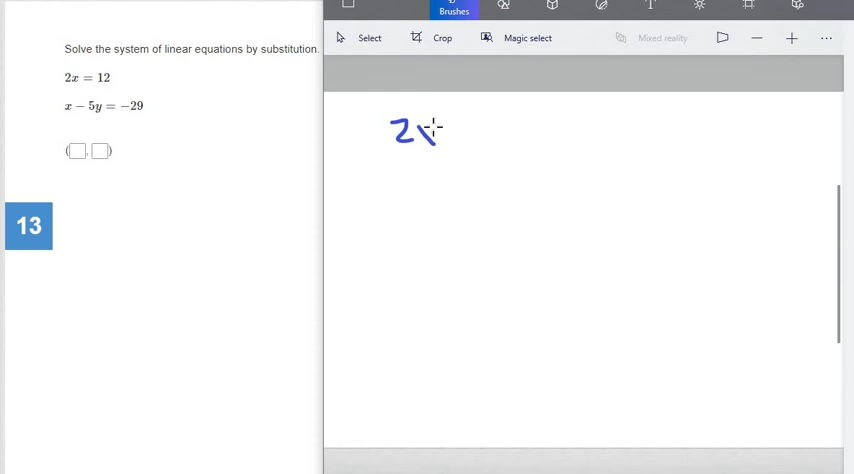 Brushes
Select
Crop
Magic select
Mixed reality
Solve the system of linear equations by substitution.
2x = 12
x − 5y = −29
( , )
2x
13